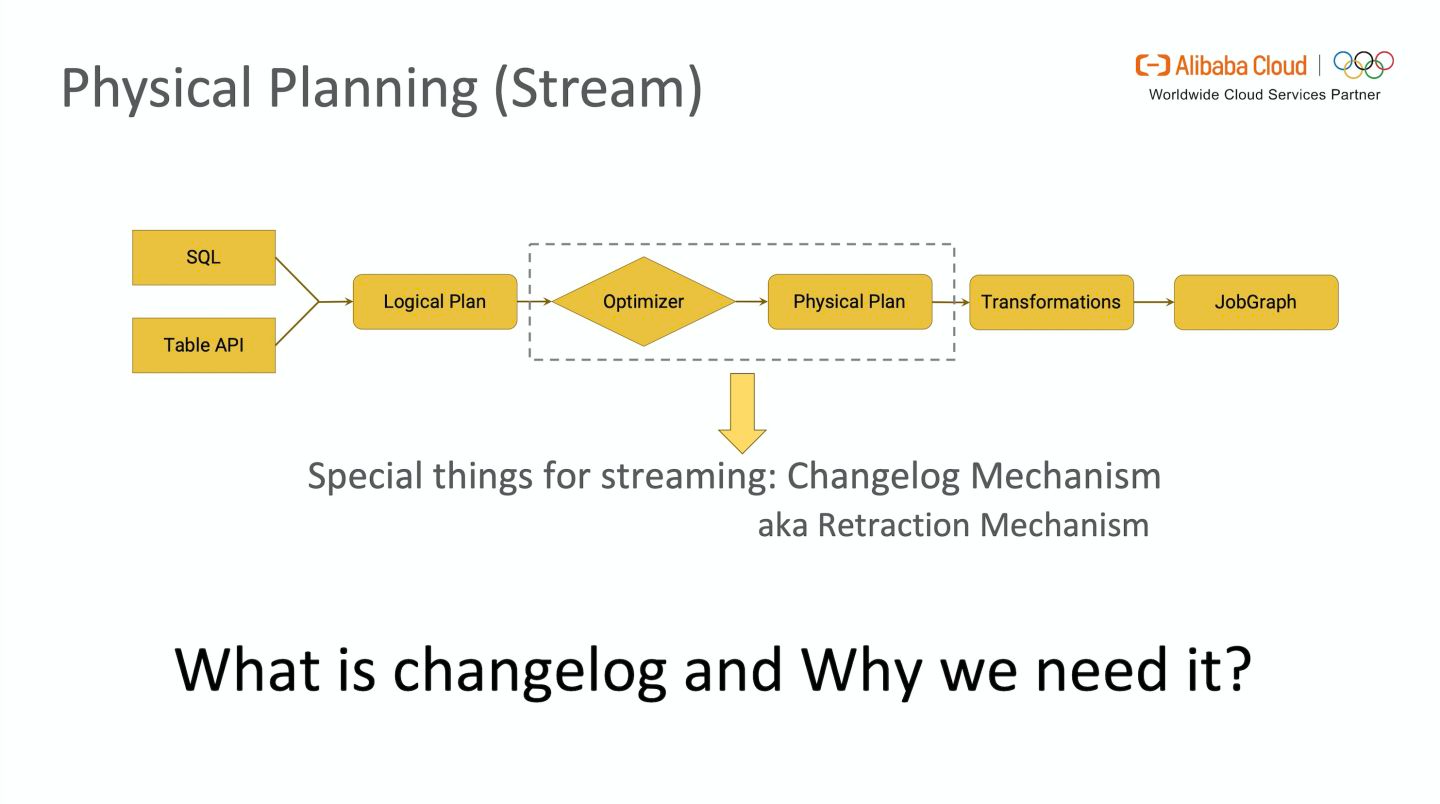 Physical Planning (Stream)
Alibaba Cloud
Worldwide Cloud Services Partner
SQL
Table API
Logical Plan
Optimizer
Physical Plan
Transformations
JobGraph
Special things for streaming: Changelog Mechanism
aka Retraction Mechanism
What is changelog and Why we need it?